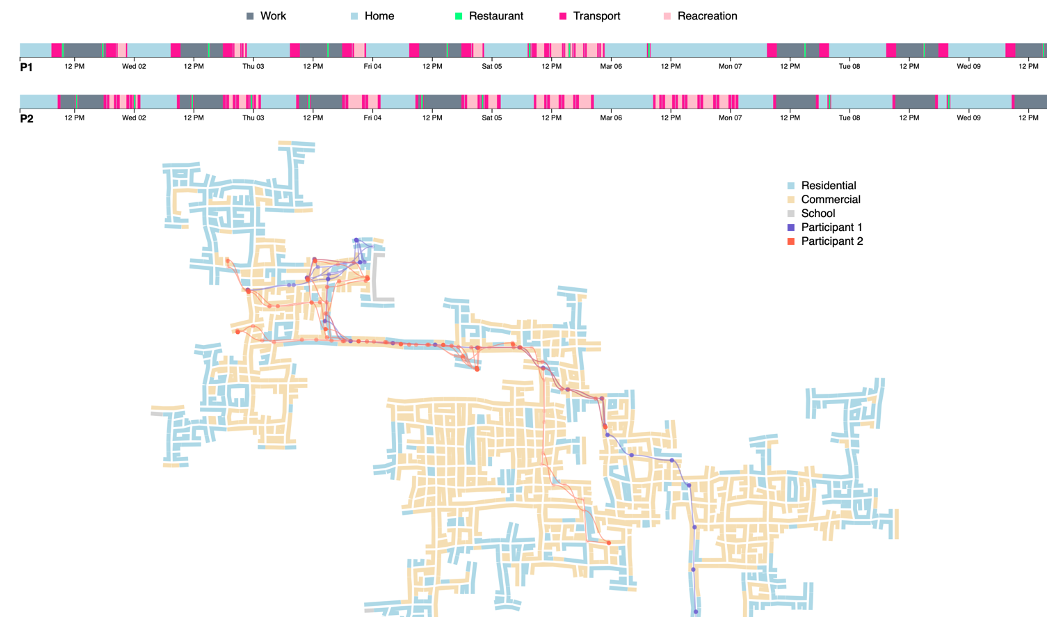 Work Home Restaurant Transport Reacreation
P1 12 PM Wed 02 12 PM Thu 03 12 PM Fri 04 12 PM Sat 05 12 PM Mar 06 12 PM Mon 07 12 PM Tue 08 12 PM Wed 09 12 PM
P2 12 PM Wed 02 12 PM Thu 03 12 PM Fri 04 12 PM Sat 05 12 PM Mar 06 12 PM Mon 07 12 PM Tue 08 12 PM Wed 09 12 PM
Residential
Commercial
School
Participant 1
Participant 2